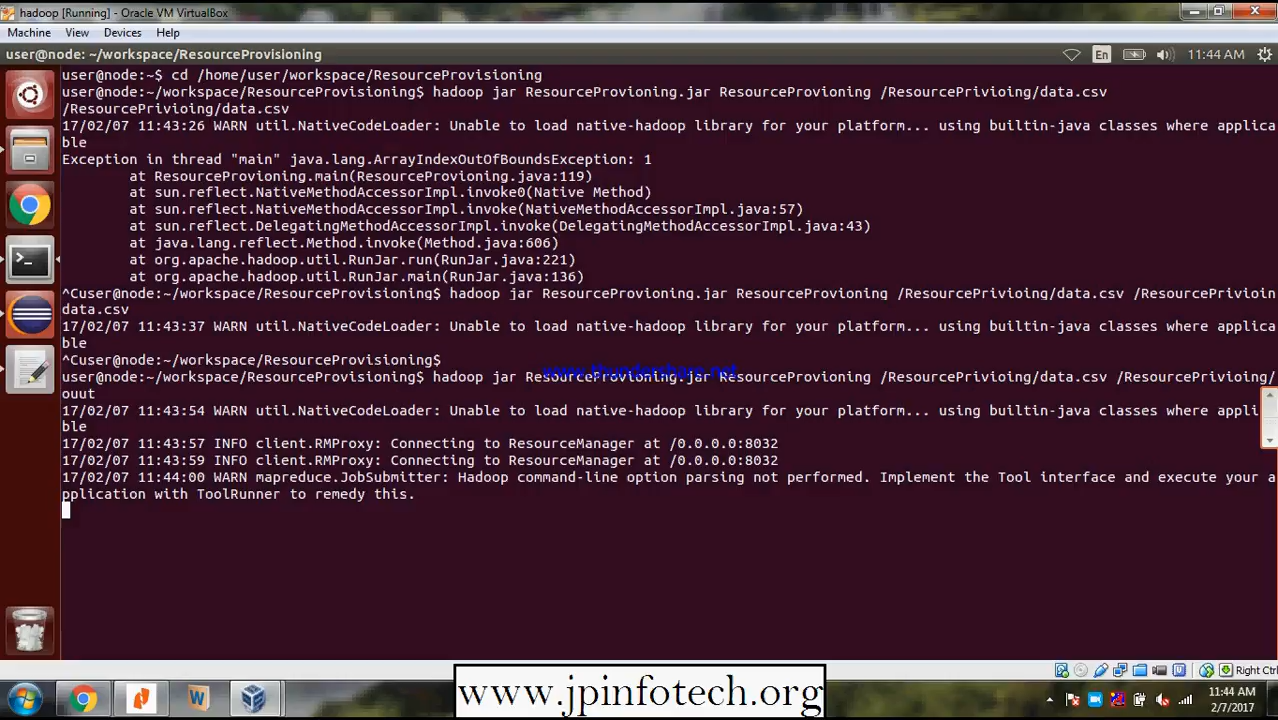 hadoop [Running] - Oracle VM VirtualBox
Machine View Devices Help
user@node: ~/workspace/ResourceProvisioning
En
11:44 AM
user@node:~$ cd /home/user/workspace/ResourceProvisioning
user@node:~/workspace/ResourceProvisioning$ hadoop jar ResourceProvioning.jar ResourceProvioning /ResourcePrivioing/data.csv
/ResourcePrivioing/data.csv
17/02/07 11:43:26 WARN util.NativeCodeLoader: Unable to load native-hadoop library for your platform... using builtin-java classes where applica
ble
Exception in thread "main" java.lang.ArrayIndexOutOfBoundsException: 1
at ResourceProvioning.main(ResourceProvioning.java:119)
at sun.reflect.NativeMethodAccessorImpl.invoke0(Native Method)
at sun.reflect.NativeMethodAccessorImpl.invoke(NativeMethodAccessorImpl.java:57)
at sun.reflect.DelegatingMethodAccessorImpl.invoke(DelegatingMethodAccessorImpl.java:43)
at java.lang.reflect.Method.invoke(Method.java:606)
at org.apache.hadoop.util.RunJar.run(RunJar.java:221)
at org.apache.hadoop.util.RunJar.main(RunJar.java:136)
^Cuser@node:~/workspace/ResourceProvisioning$ hadoop jar ResourceProvioning.jar ResourceProvioning /ResourcePrivioing/data.csv /ResourcePrivioin
data.csv
17/02/07 11:43:37 WARN util.NativeCodeLoader: Unable to load native-hadoop library for your platform... using builtin-java classes where applica
ble
^Cuser@node:~/workspace/ResourceProvisioning$
www.thundershare.net
user@node:~/workspace/ResourceProvisioning$ hadoop jar ResourceProvioning.jar ResourceProvioning /ResourcePrivioing/data.csv /ResourcePrivioing/
ouut
17/02/07 11:43:54 WARN util.NativeCodeLoader: Unable to load native-hadoop library for your platform... using builtin-java classes where appli
ble
17/02/07 11:43:57 INFO client.RMProxy: Connecting to ResourceManager at /0.0.0.0:8032
17/02/07 11:43:59 INFO client.RMProxy: Connecting to ResourceManager at /0.0.0.0:8032
17/02/07 11:44:00 WARN mapreduce.JobSubmitter: Hadoop command-line option parsing not performed. Implement the Tool interface and execute your a
pplication with ToolRunner to remedy this.
Right Ctrl
www.jpinfotech.org
11:44 AM
2/7/2017